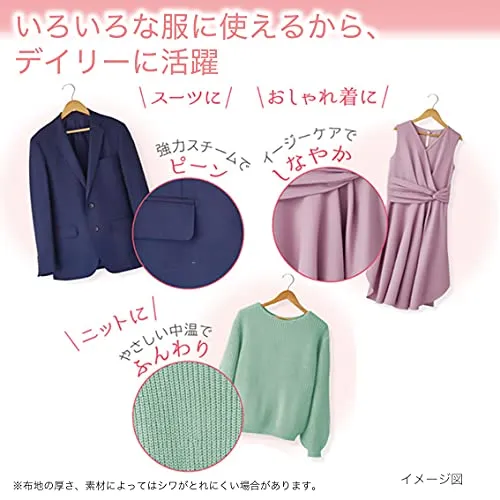 いろいろな服に使えるから、
デイリーに活躍
スーツに
強力スチームで
ピーン
おしゃれ着に
イージーケアで
しなやか
ニットに
やさしい中温で
ふんわり
※布地の厚さ、素材によってはシワがとれにくい場合があります。
イメージ図